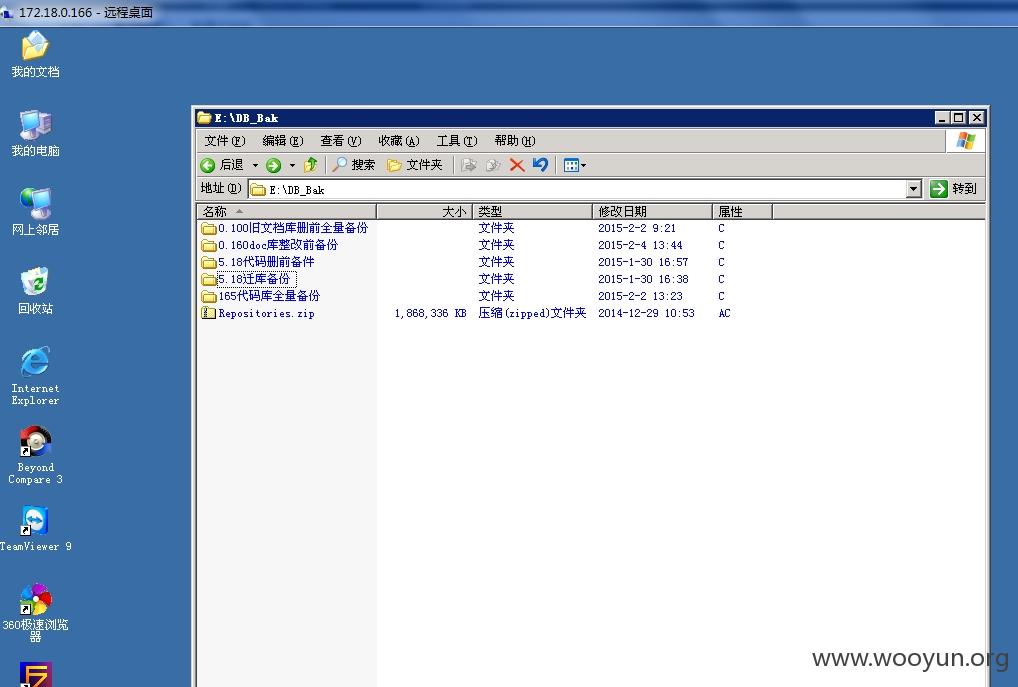 172.18.0.166 - 远程桌面
我的文档
我的电脑
网上邻居
回收站
Internet
Explorer
Beyond
Compare 3
TeamViewer 9
360极速浏览
器
E:\DB_Bak
文件(F) 编辑(E) 查看(V) 收藏(A) 工具(T) 帮助(H)
后退 搜索 文件夹
地址(D) E:\DB_Bak 转到
名称 大小 类型 修改日期 属性
0.100旧文档库删前全量备份 文件夹 2015-2-2 9:21 C
0.160doc库整改前备份 文件夹 2015-2-4 13:44 C
5.18代码删前备件 文件夹 2015-1-30 16:57 C
5.18迁库备份 文件夹 2015-1-30 16:38 C
165代码库全量备份 文件夹 2015-2-2 13:23 C
Repositories.zip 1,868,336 KB 压缩(zipped)文件夹 2014-12-29 10:53 AC
www.wooyun.org